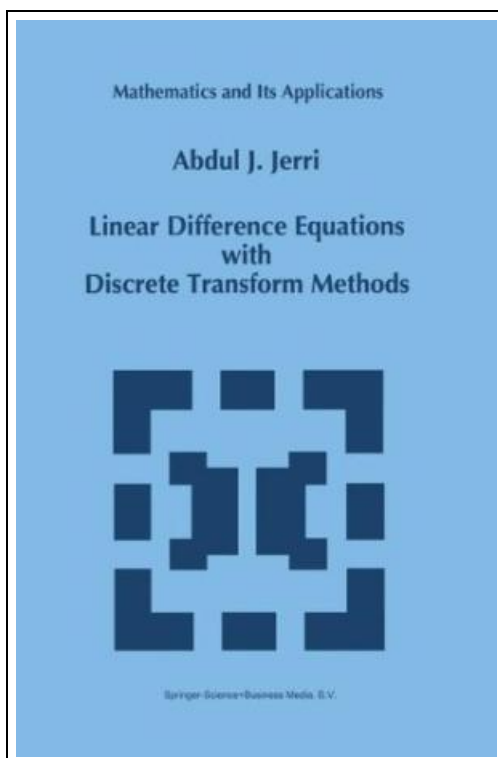 Mathematics and Its Applications
Abdul J. Jerri
Linear Difference Equations
with
Discrete Transform Methods
Springer-Science+Business Media, B.V.